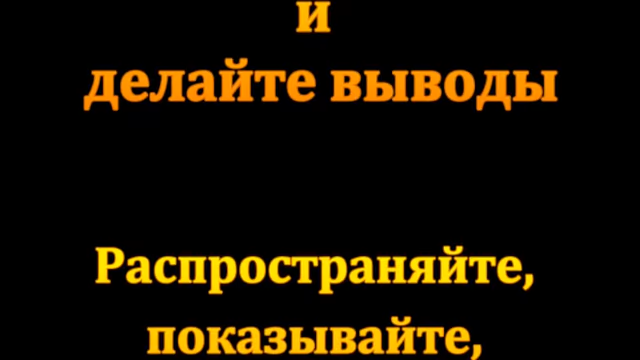 и
делайте выводы
Распространяйте,
показывайте,